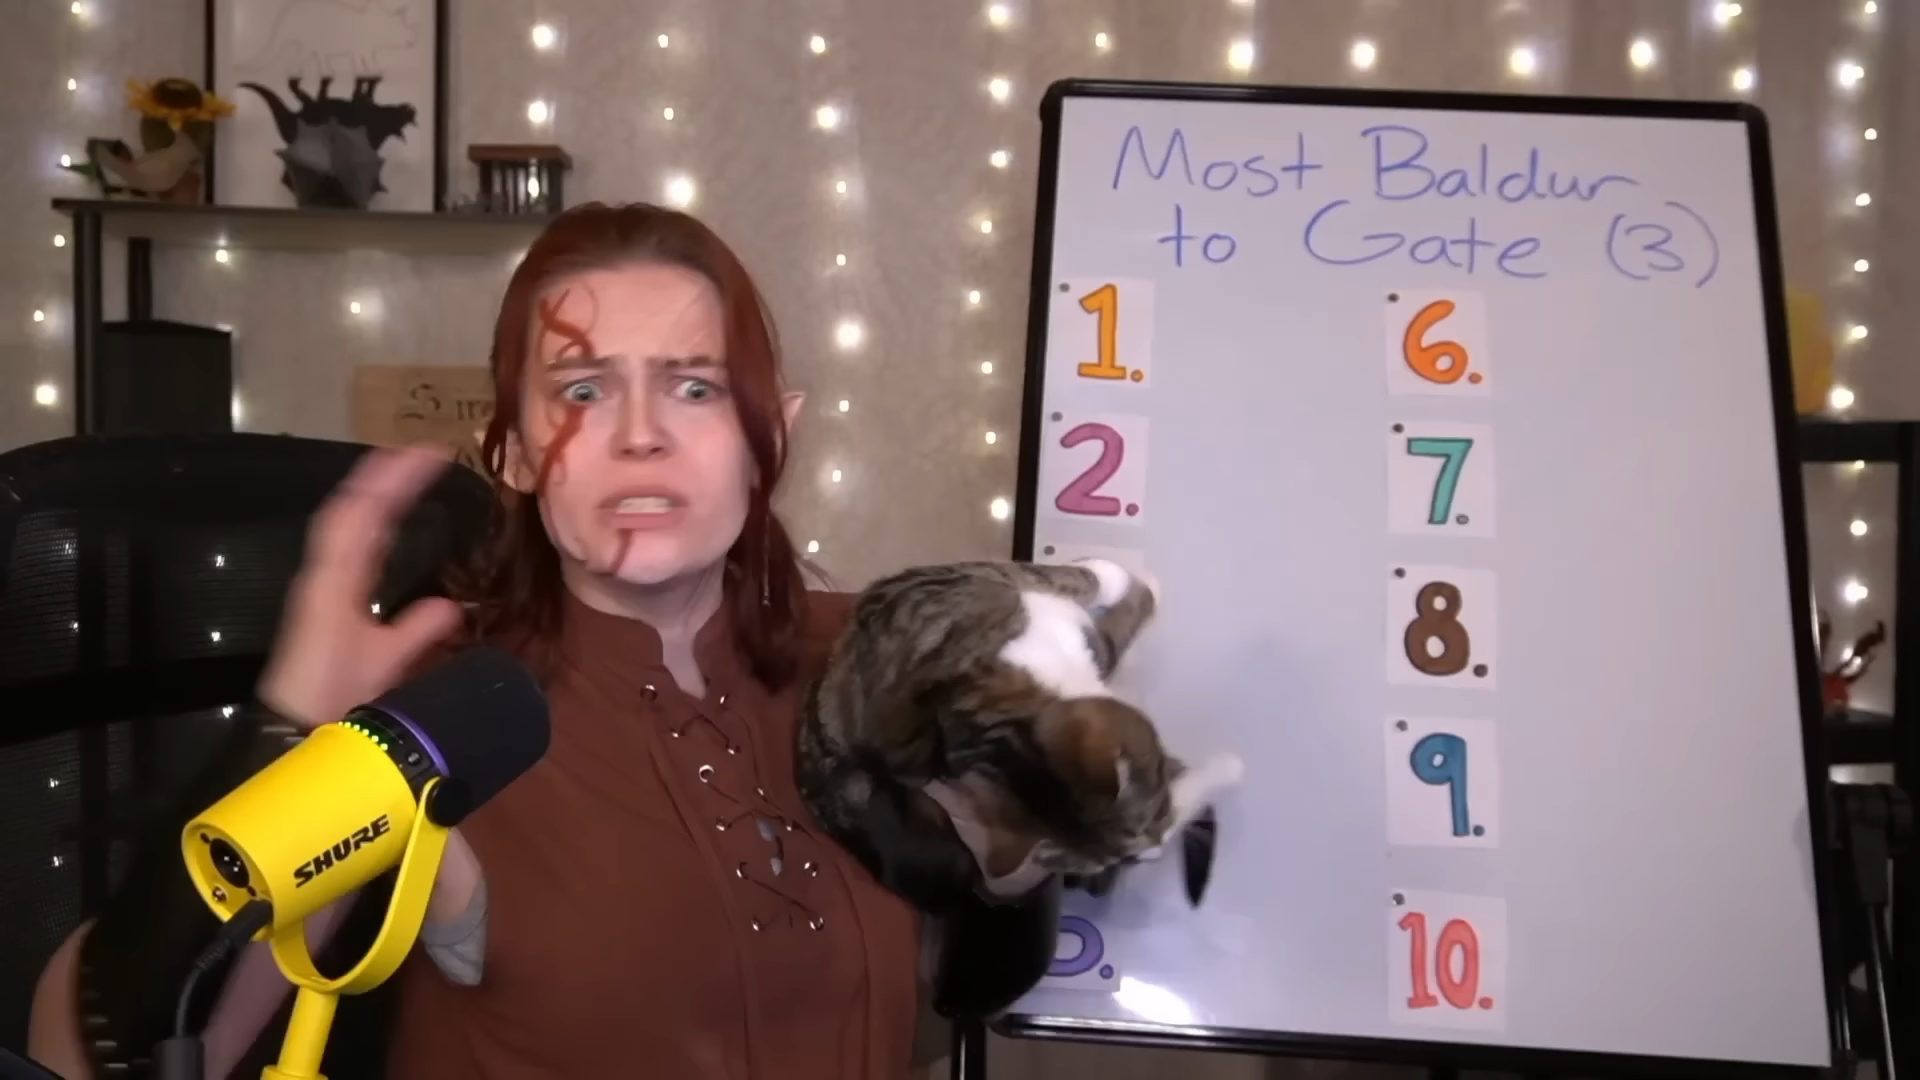 Most Baldur
to Gate (3)
1.
2.
6.
7.
8.
9.
10.
SHURE